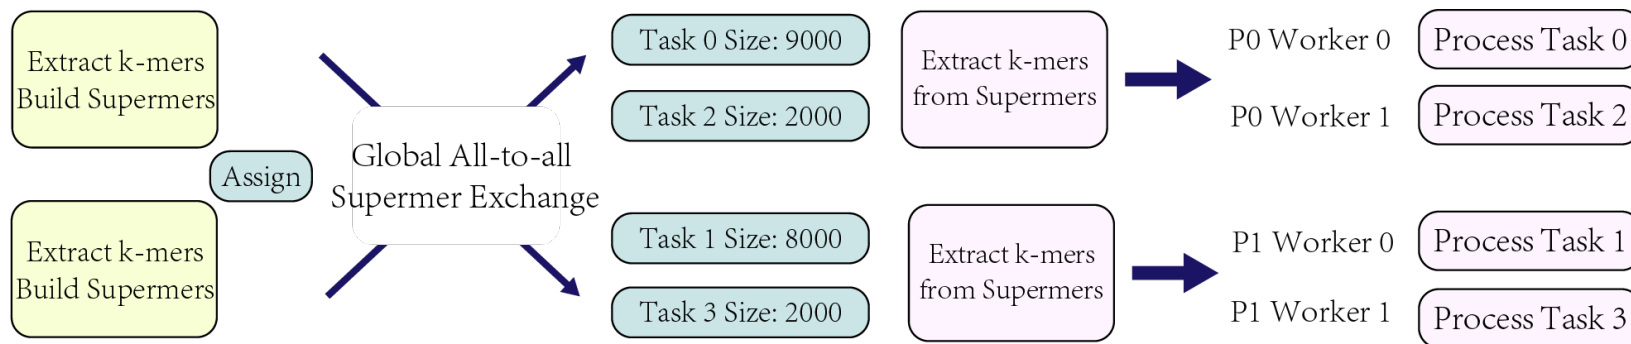 Extract k-mers
Build Supermers
Assign
Extract k-mers
Build Supermers
Global All-to-all
Supermer Exchange
Task 0 Size: 9000
Task 2 Size: 2000
Task 1 Size: 8000
Task 3 Size: 2000
Extract k-mers
from Supermers
Extract k-mers
from Supermers
P0 Worker 0
Process Task 0
P0 Worker 1
Process Task 2
P1 Worker 0
Process Task 1
P1 Worker 1
Process Task 3